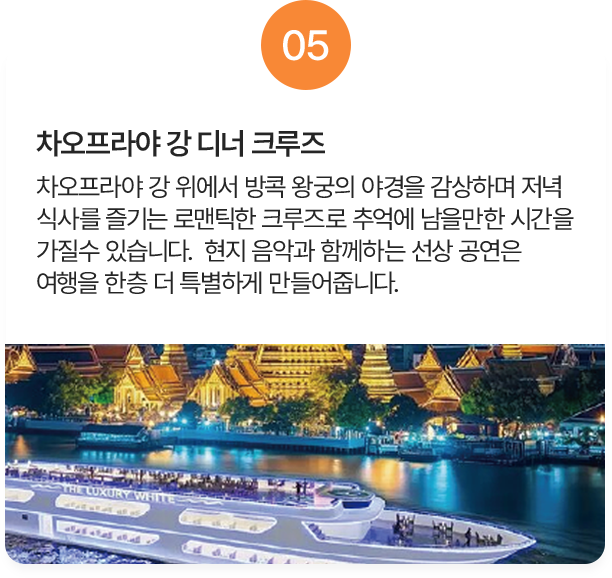 05
차오프라야 강 디너 크루즈
차오프라야 강 위에서 방콕 왕궁의 야경을 감상하며 저녁
식사를 즐기는 로맨틱한 크루즈로 추억에 남을만한 시간을
가질수 있습니다. 현지 음악과 함께하는 선상 공연은
여행을 한층 더 특별하게 만들어줍니다.
THE LUXURY WHITE